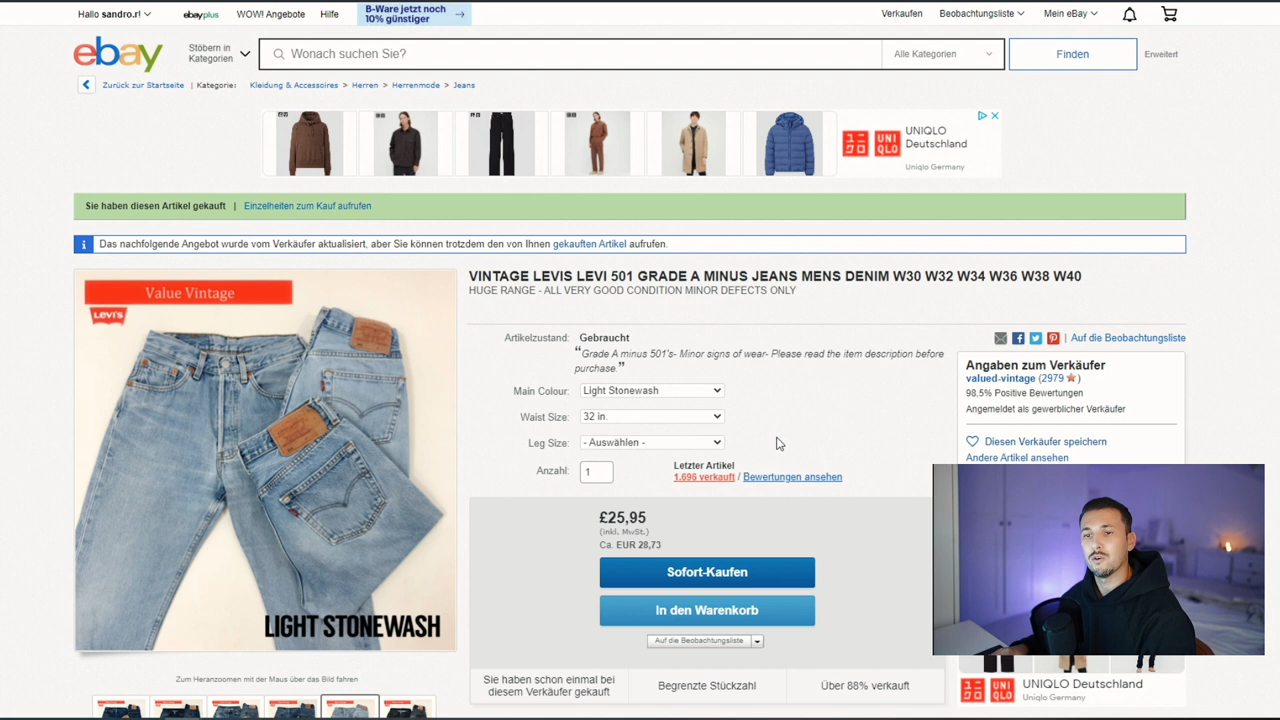 Hallo sandro.r!
ebayplus
WOW! Angebote
Hilfe
B-Ware jetzt noch
10% günstiger
Verkaufen
Beobachtungsliste
Mein eBay
ebay
Stöbern in
Kategorien
Wonach suchen Sie?
Alle Kategorien
Finden
Erweitert
Zurück zur Startseite | Kategorie: Kleidung & Accessoires > Herren > Herrenmode > Jeans
UNI
QLO
UNIQLO
Deutschland
Uniqlo Germany
Sie haben diesen Artikel gekauft | Einzelheiten zum Kauf aufrufen
Das nachfolgende Angebot wurde vom Verkäufer aktualisiert, aber Sie können trotzdem den von Ihnen gekauften Artikel aufrufen.
Value Vintage
Levi's
LIGHT STONEWASH
Zum Heranzoomen mit der Maus über das Bild fahren
VINTAGE LEVIS LEVI 501 GRADE A MINUS JEANS MENS DENIM W30 W32 W34 W36 W38 W40
HUGE RANGE - ALL VERY GOOD CONDITION MINOR DEFECTS ONLY
Artikelzustand: Gebraucht
“Grade A minus 501's- Minor signs of wear- Please read the item description before
purchase.”
Main Colour: Light Stonewash
Waist Size: 32 in.
Leg Size: - Auswählen -
Anzahl: 1
Letzter Artikel
1.696 verkauft / Bewertungen ansehen
£25,95
(inkl. MwSt.)
Ca. EUR 28,73
Sofort-Kaufen
In den Warenkorb
Auf die Beobachtungsliste
Sie haben schon einmal bei
diesem Verkäufer gekauft
Begrenzte Stückzahl
Über 88% verkauft
| Auf die Beobachtungsliste
Angaben zum Verkäufer
valued-vintage (2979)
98,5% Positive Bewertungen
Angemeldet als gewerblicher Verkäufer
Diesen Verkäufer speichern
Andere Artikel ansehen
UNI
QLO
UNIQLO Deutschland
Uniqlo Germany